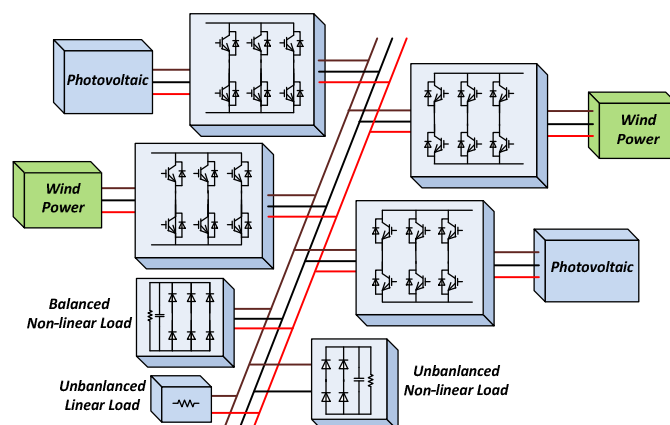 Photovoltaic
Wind
Power
Wind
Power
Photovoltaic
Balanced
Non-linear Load
Unbanlanced
Non-linear Load
Unbanlanced
Linear Load